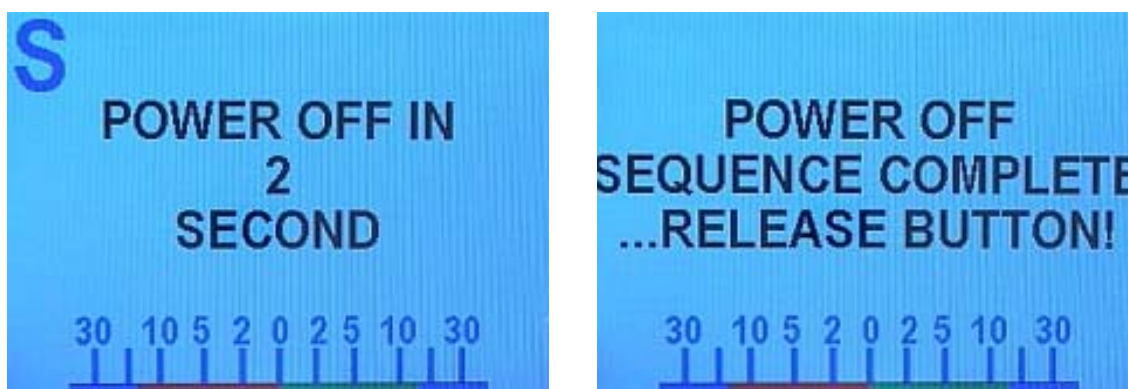 S
POWER OFF IN
2
SECOND
30 10 5 2 0 2 5 10 30
POWER OFF
SEQUENCE COMPLETE
...RELEASE BUTTON!
30 10 5 2 0 2 5 10 30